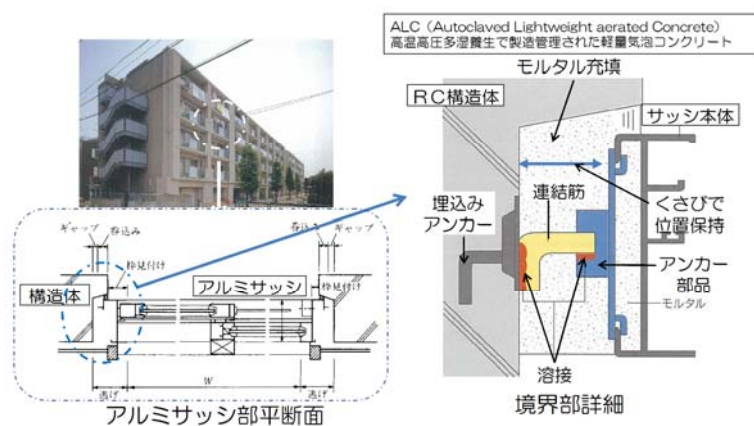 ALC（Autoclaved Lightweight aerated Concrete）
高温高圧多湿養生で製造管理された軽量気泡コンクリート
モルタル充填
RC構造体
サッシ本体
埋込み
アンカー
連結筋
くさびで
位置保持
アンカー
部品
モルタル
溶接
境界部詳細
ギャップ
呑込み
呑込み
ギャップ
枠見付け
枠見付け
構造体
アルミサッシ
逃げ
W
逃げ
アルミサッシ部平断面